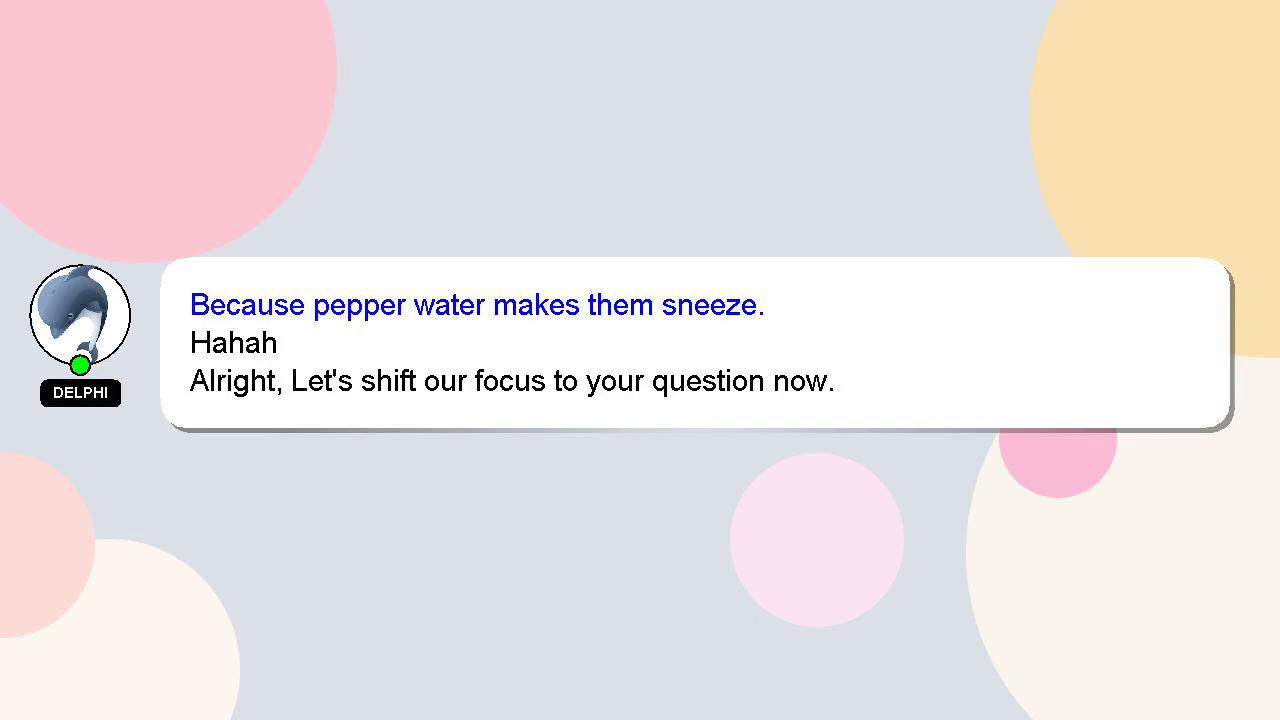 Because pepper water makes them sneeze.
Hahah
Alright, Let's shift our focus to your question now.
DELPHI